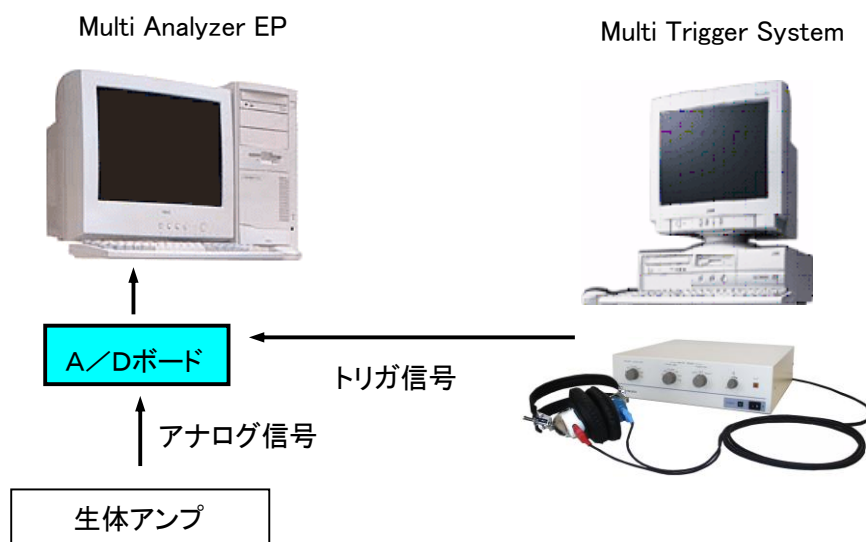 Multi Analyzer EP
Multi Trigger System
A/Dボード
トリガ信号
アナログ信号
生体アンプ